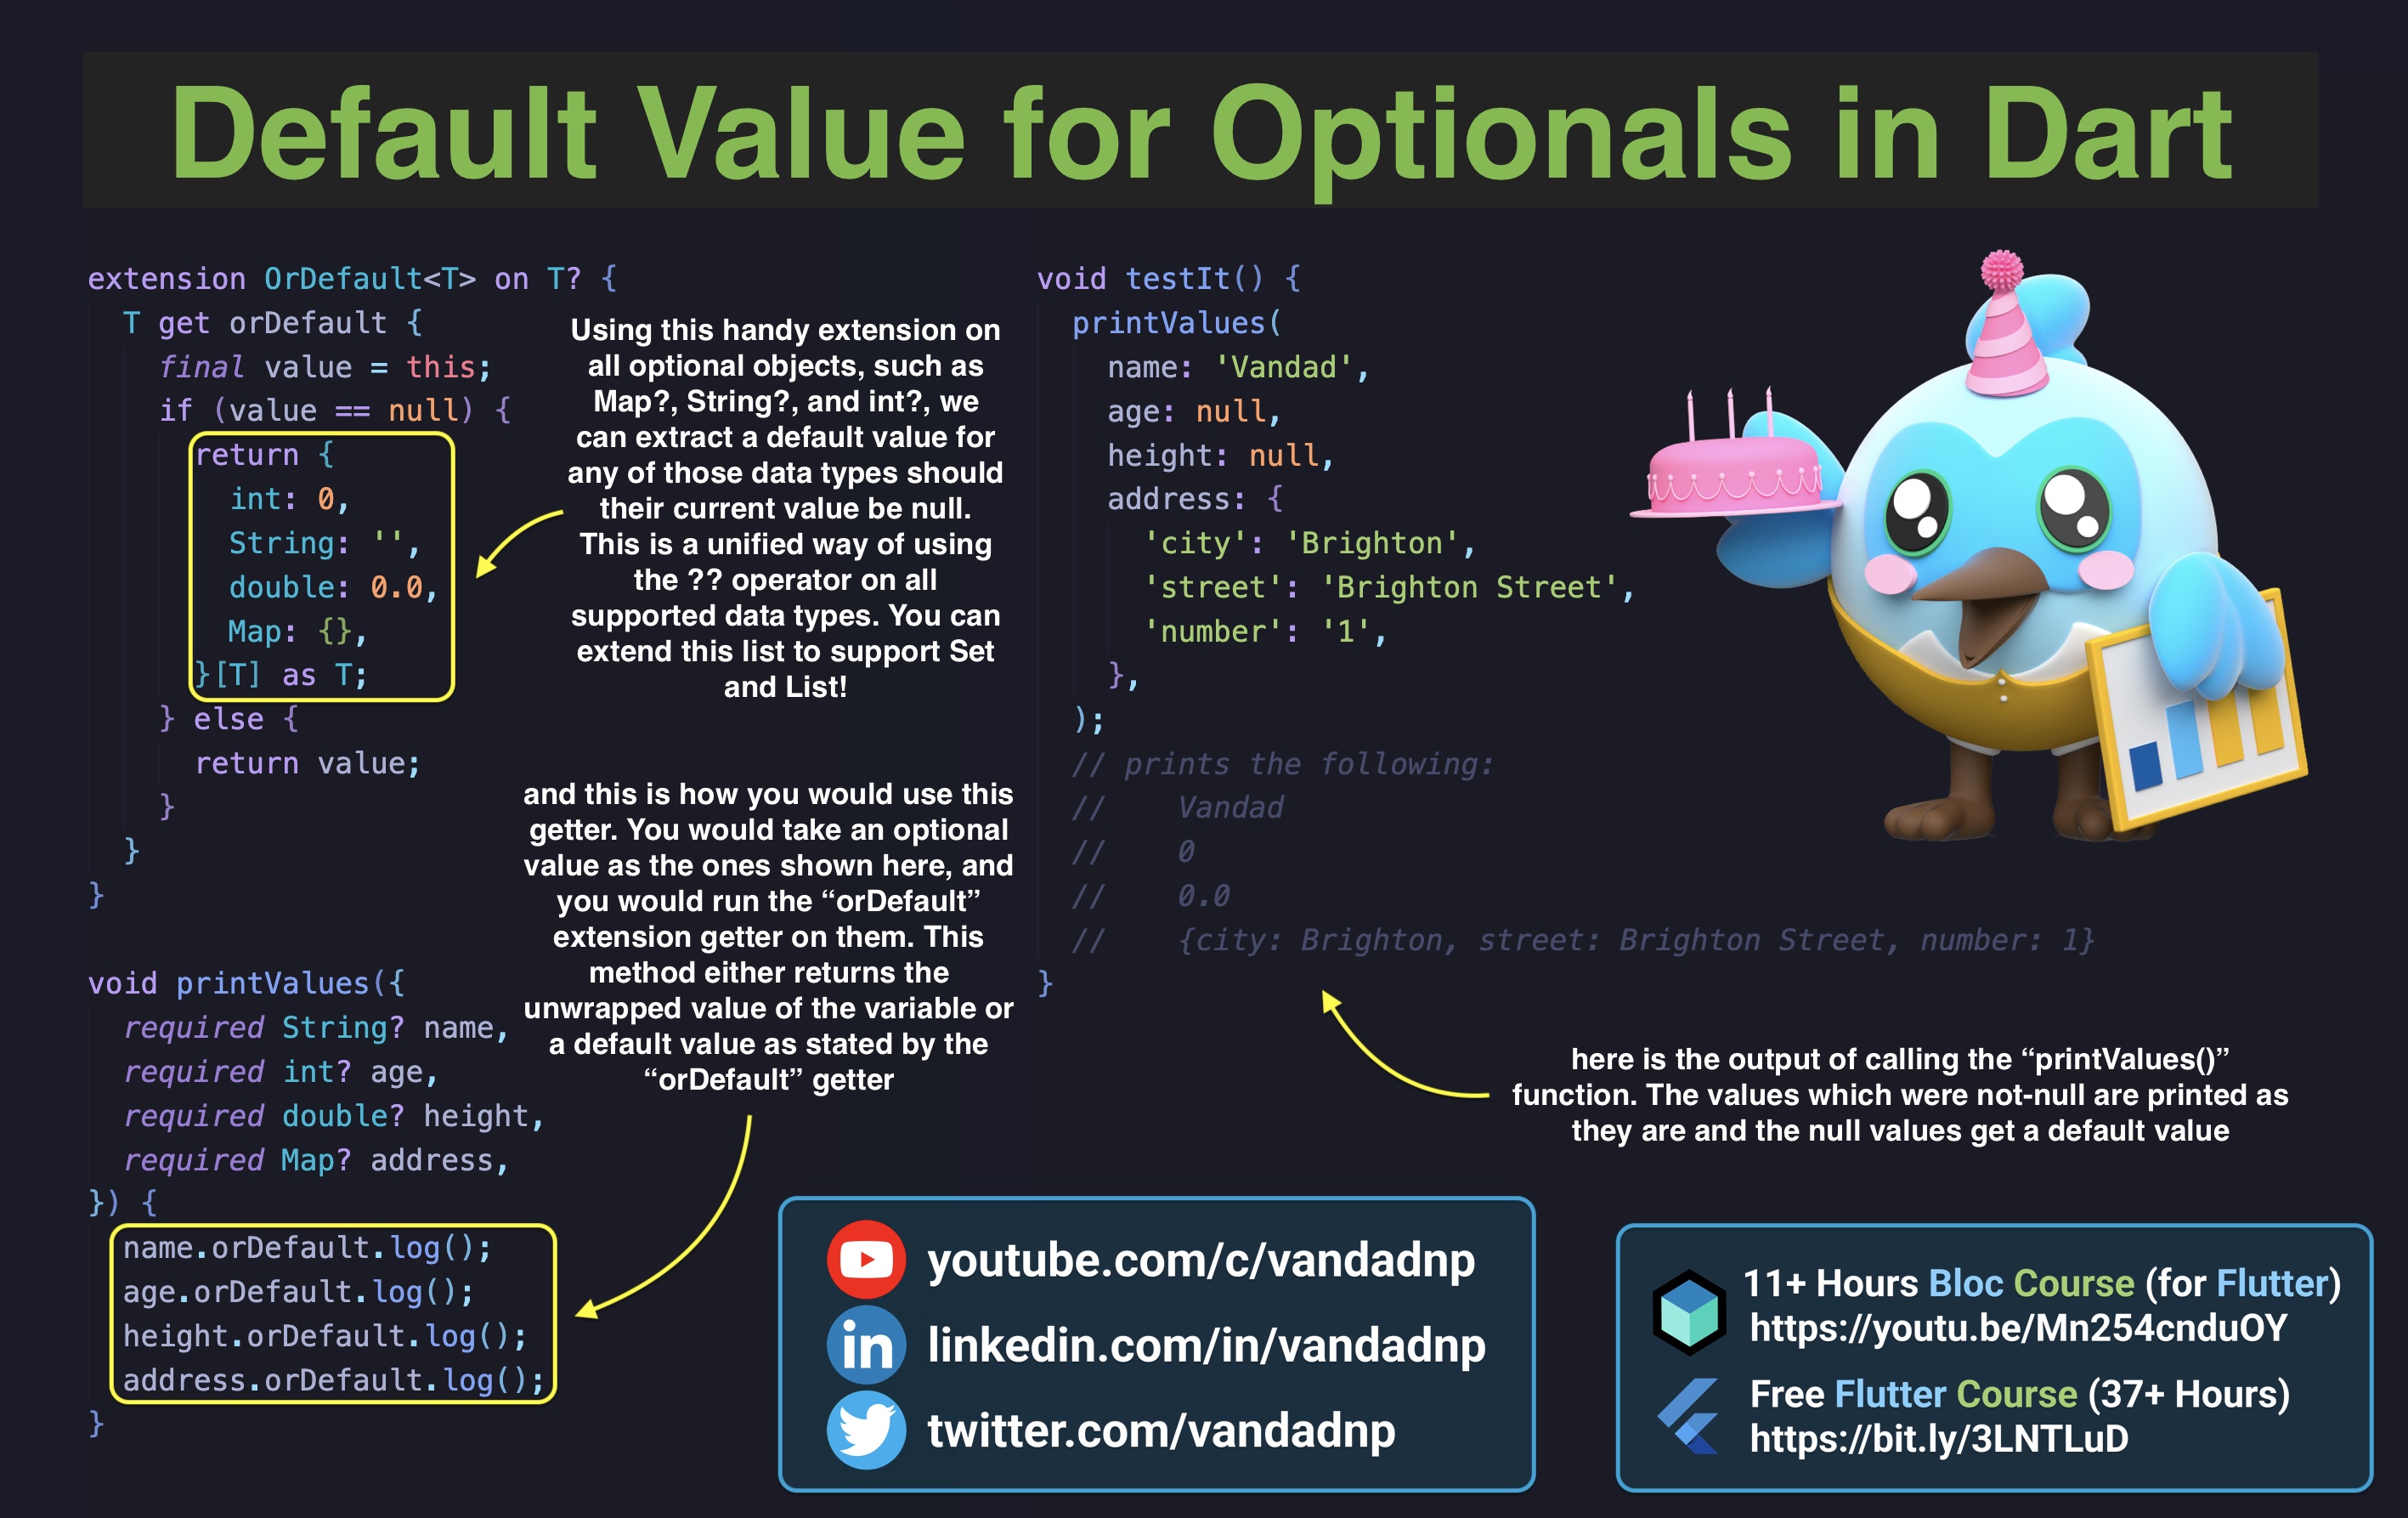 Default Value for Optionals in Dart
extension OrDefault<T> on T? {
  T get orDefault {
    final value = this;
    if (value == null) {
      return {
        int: 0,
        String: '',
        double: 0.0,
        Map: {},
      }[T] as T;
    } else {
      return value;
    }
  }
}
Using this handy extension on
all optional objects, such as
Map?, String?, and int?, we
can extract a default value for
any of those data types should
their current value be null.
This is a unified way of using
the ?? operator on all
supported data types. You can
extend this list to support Set
and List!
void printValues({
  required String? name,
  required int? age,
  required double? height,
  required Map? address,
}) {
  name.orDefault.log();
  age.orDefault.log();
  height.orDefault.log();
  address.orDefault.log();
}
and this is how you would use this
getter. You would take an optional
value as the ones shown here, and
you would run the “orDefault”
extension getter on them. This
method either returns the
unwrapped value of the variable or
a default value as stated by the
“orDefault” getter
void testIt() {
  printValues(
    name: 'Vandad',
    age: null,
    height: null,
    address: {
      'city': 'Brighton',
      'street': 'Brighton Street',
      'number': '1',
    },
  );
  // prints the following:
  //    Vandad
  //    0
  //    0.0
  //    {city: Brighton, street: Brighton Street, number: 1}
}
here is the output of calling the “printValues()”
function. The values which were not-null are printed as
they are and the null values get a default value
youtube.com/c/vandadnp
linkedin.com/in/vandadnp
twitter.com/vandadnp
11+ Hours Bloc Course (for Flutter)
https://youtu.be/Mn254cnduOY
Free Flutter Course (37+ Hours)
https://bit.ly/3LNTLuD